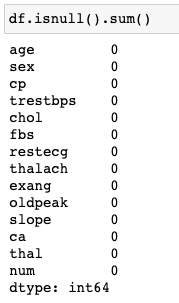 df.isnull().sum()
age 0
sex 0
cp 0
trestbps 0
chol 0
fbs 0
restecg 0
thalach 0
exang 0
oldpeak 0
slope 0
ca 0
thal 0
num 0
dtype: int64